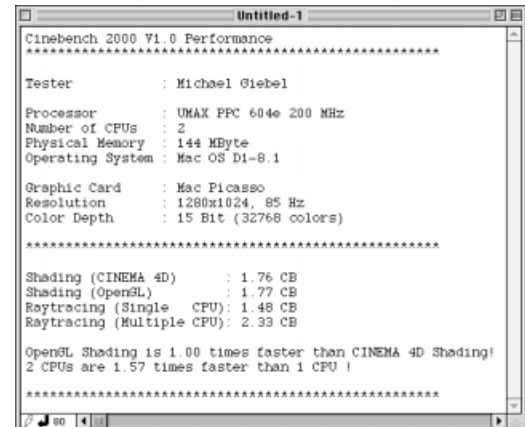 Untitled-1
Cinebench 2000 V1.0 Performance
****************************************************
Tester : Michael Giebel
Processor : UMAX PPC 604e 200 MHz
Number of CPUs : 2
Physical Memory : 144 MByte
Operating System : Mac OS D1-8.1
Graphic Card : Mac Picasso
Resolution : 1280x1024, 85 Hz
Color Depth : 15 Bit (32768 colors)
****************************************************
Shading (CINEMA 4D) : 1.76 CB
Shading (OpenGL) : 1.77 CB
Raytracing (Single CPU): 1.48 CB
Raytracing (Multiple CPU): 2.33 CB
OpenGL Shading is 1.00 times faster than CINEMA 4D Shading!
2 CPUs are 1.57 times faster than 1 CPU !
****************************************************
80